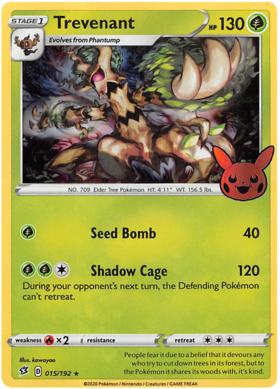 STAGE 1
Trevenant
HP 130
Evolves from Phantump
NO. 709 Elder Tree Pokémon HT: 4'11" WT: 156.5 lbs.
Seed Bomb 40
Shadow Cage 120
During your opponent's next turn, the Defending Pokémon
can't retreat.
weakness ×2 resistance retreat
Illus. kawayoo
D 015/192 ★
People fear it due to a belief that it devours any
who try to cut down trees in its forest, but to
the Pokémon it shares its woods with, it's kind.
©2020 Pokémon / Nintendo / Creatures / GAME FREAK